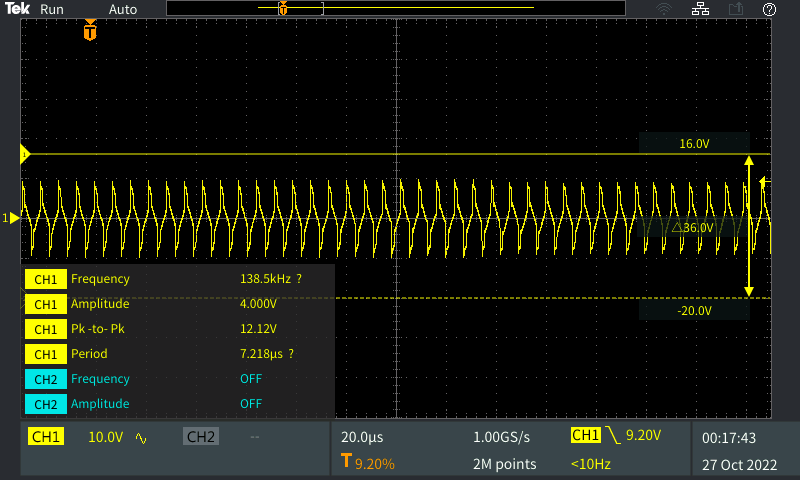 Tek Run Auto
T
T
1
16.0V
1
△36.0V
-20.0V
CH1 Frequency 138.5kHz ?
CH1 Amplitude 4.000V
CH1 Pk -to- Pk 12.12V
CH1 Period 7.218µs ?
CH2 Frequency OFF
CH2 Amplitude OFF
CH1 10.0V CH2 -- 20.0µs 1.00GS/s CH1 9.20V 00:17:43
T 9.20% 2M points <10Hz 27 Oct 2022